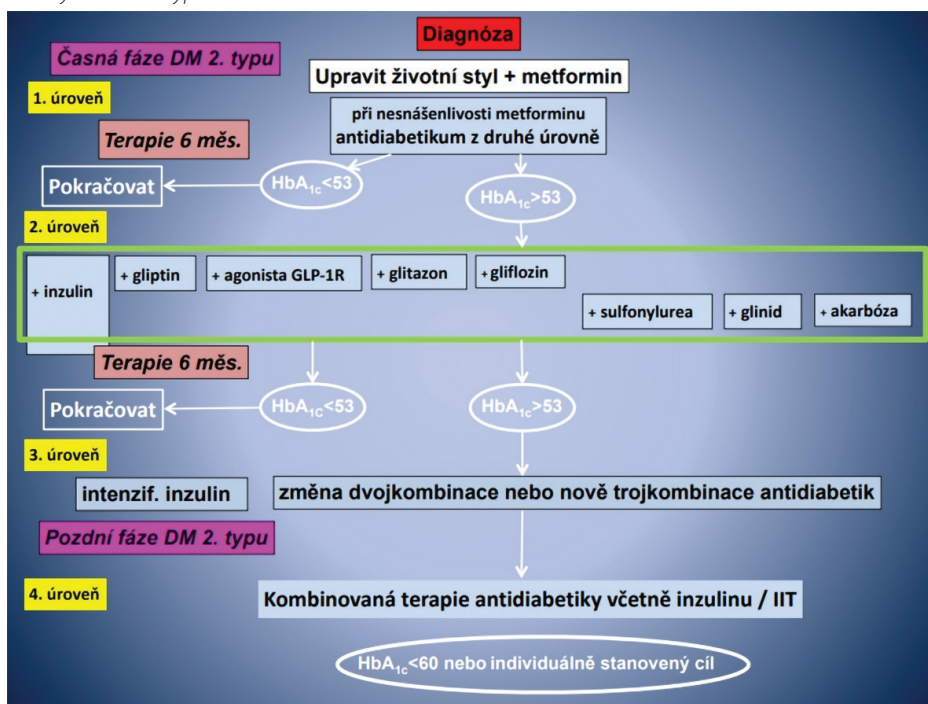 Diagnóza
Časná fáze DM 2. typu
Upravit životní styl + metformin
1. úroveň
při nesnášenlivosti metforminu
antidiabetikum z druhé úrovně
Terapie 6 měs.
Pokračovat
HbA1c<53
HbA1c>53
2. úroveň
+ inzulin
+ gliptin
+ agonista GLP-1R
+ glitazon
+ gliflozin
+ sulfonylurea
+ glinid
+ akarbóza
Terapie 6 měs.
Pokračovat
HbA1c<53
HbA1c>53
3. úroveň
intenzif. inzulin
změna dvojkombinace nebo nově trojkombinace antidiabetik
Pozdní fáze DM 2. typu
4. úroveň
Kombinovaná terapie antidiabetiky včetně inzulinu / IIT
HbA1c<60 nebo individuálně stanovený cíl